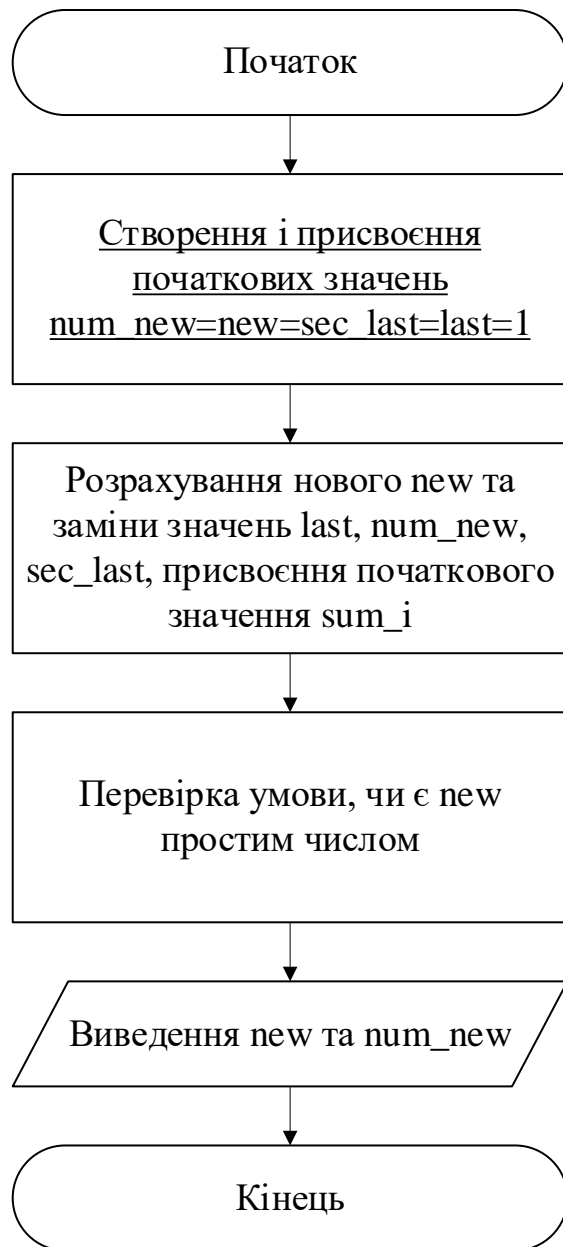 Початок
Створення і присвоєння
початкових значень
num_new=new=sec_last=last=1
Розрахування нового new та
заміни значень last, num_new,
sec_last, присвоєння початкового
значення sum_i
Перевірка умови, чи є new
простим числом
Виведення new та num_new
Кінець